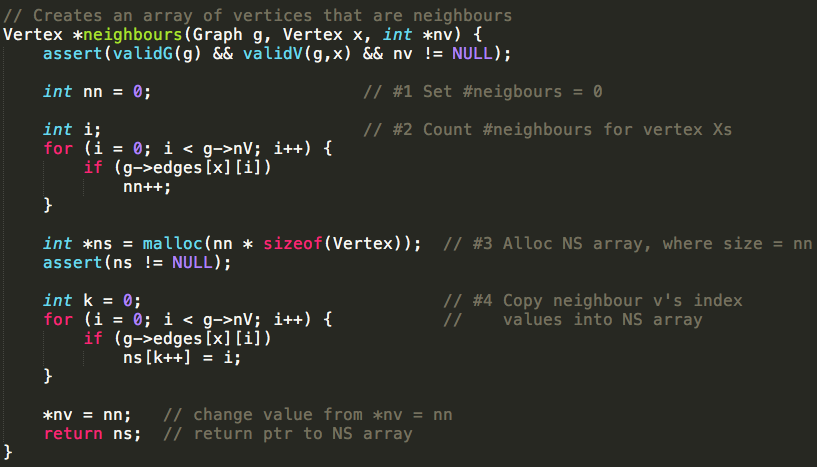 // Creates an array of vertices that are neighbours
Vertex *neighbours(Graph g, Vertex x, int *nv) {
    assert(validG(g) && validV(g,x) && nv != NULL);

    int nn = 0;                     // #1 Set #neigbours = 0

    int i;                          // #2 Count #neighbours for vertex Xs
    for (i = 0; i < g->nV; i++) {
        if (g->edges[x][i])
            nn++;
    }

    int *ns = malloc(nn * sizeof(Vertex));  // #3 Alloc NS array, where size = nn
    assert(ns != NULL);

    int k = 0;                              // #4 Copy neighbour v's index
    for (i = 0; i < g->nV; i++) {           //    values into NS array
        if (g->edges[x][i])
            ns[k++] = i;
    }

    *nv = nn;   // change value from *nv = nn
    return ns;  // return ptr to NS array
}